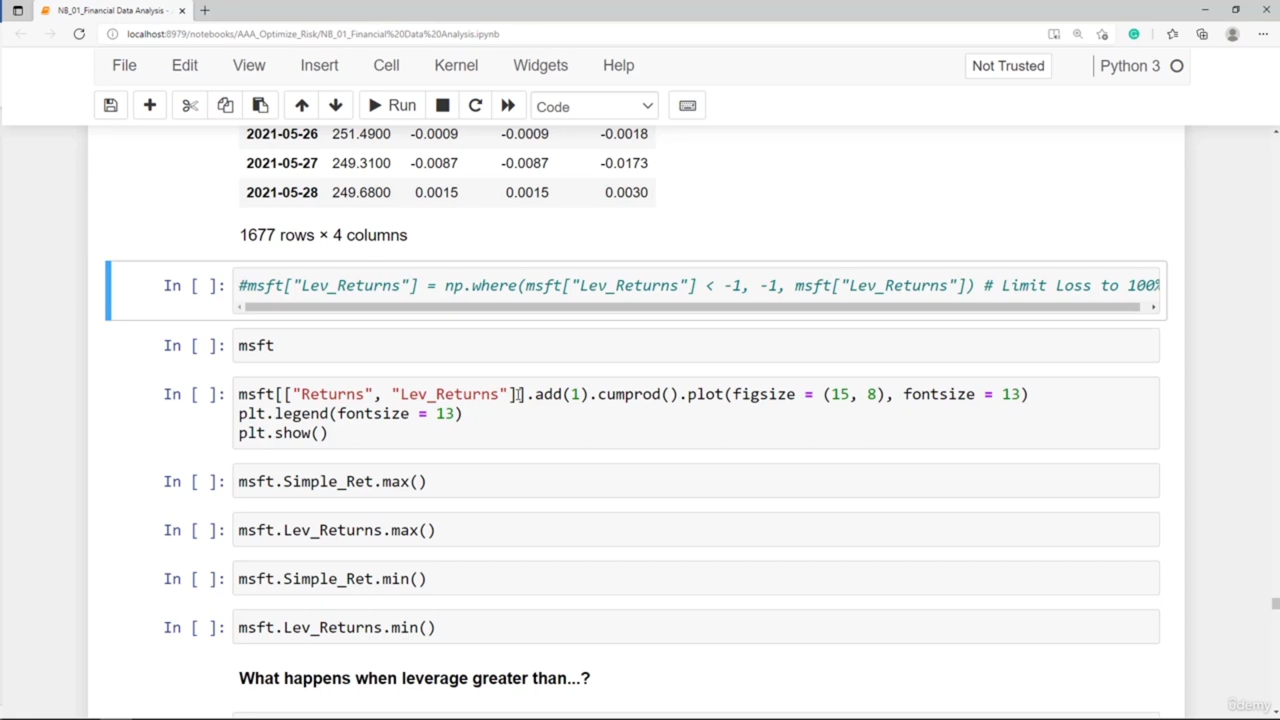 NB_01_Financial Data Analysis -
localhost:8979/notebooks/AAA_Optimize_Risk/NB_01_Financial%20Data%20Analysis.ipynb
File Edit View Insert Cell Kernel Widgets Help Not Trusted Python 3
Run Code
2021-05-26 251.4900 -0.0009 -0.0009 -0.0018
2021-05-27 249.3100 -0.0087 -0.0087 -0.0173
2021-05-28 249.6800 0.0015 0.0015 0.0030
1677 rows × 4 columns
In [ ]: #msft["Lev_Returns"] = np.where(msft["Lev_Returns"] < -1, -1, msft["Lev_Returns"]) # Limit Loss to 100%
In [ ]: msft
In [ ]: msft[["Returns", "Lev_Returns"]].add(1).cumprod().plot(figsize = (15, 8), fontsize = 13)
plt.legend(fontsize = 13)
plt.show()
In [ ]: msft.Simple_Ret.max()
In [ ]: msft.Lev_Returns.max()
In [ ]: msft.Simple_Ret.min()
In [ ]: msft.Lev_Returns.min()
What happens when leverage greater than...?
ûdemy